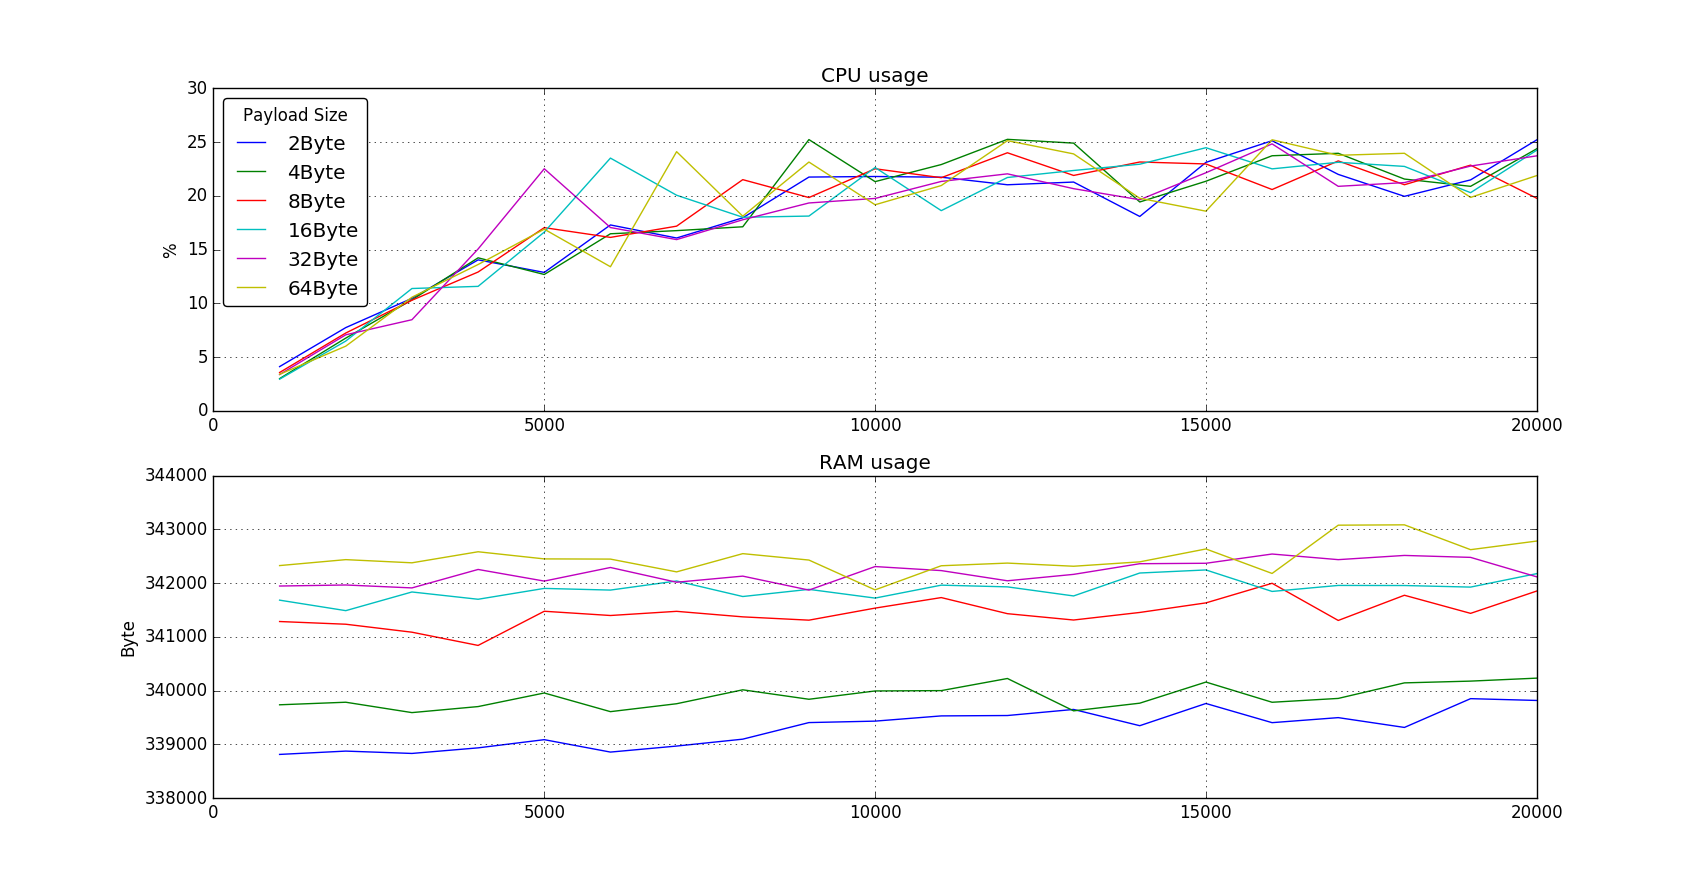 CPU usage
30
25
20
15
10
5
0
%
Payload Size
2Byte
4Byte
8Byte
16Byte
32Byte
64Byte
0 5000 10000 15000 20000
RAM usage
344000
343000
342000
341000
340000
339000
338000
Byte
0 5000 10000 15000 20000